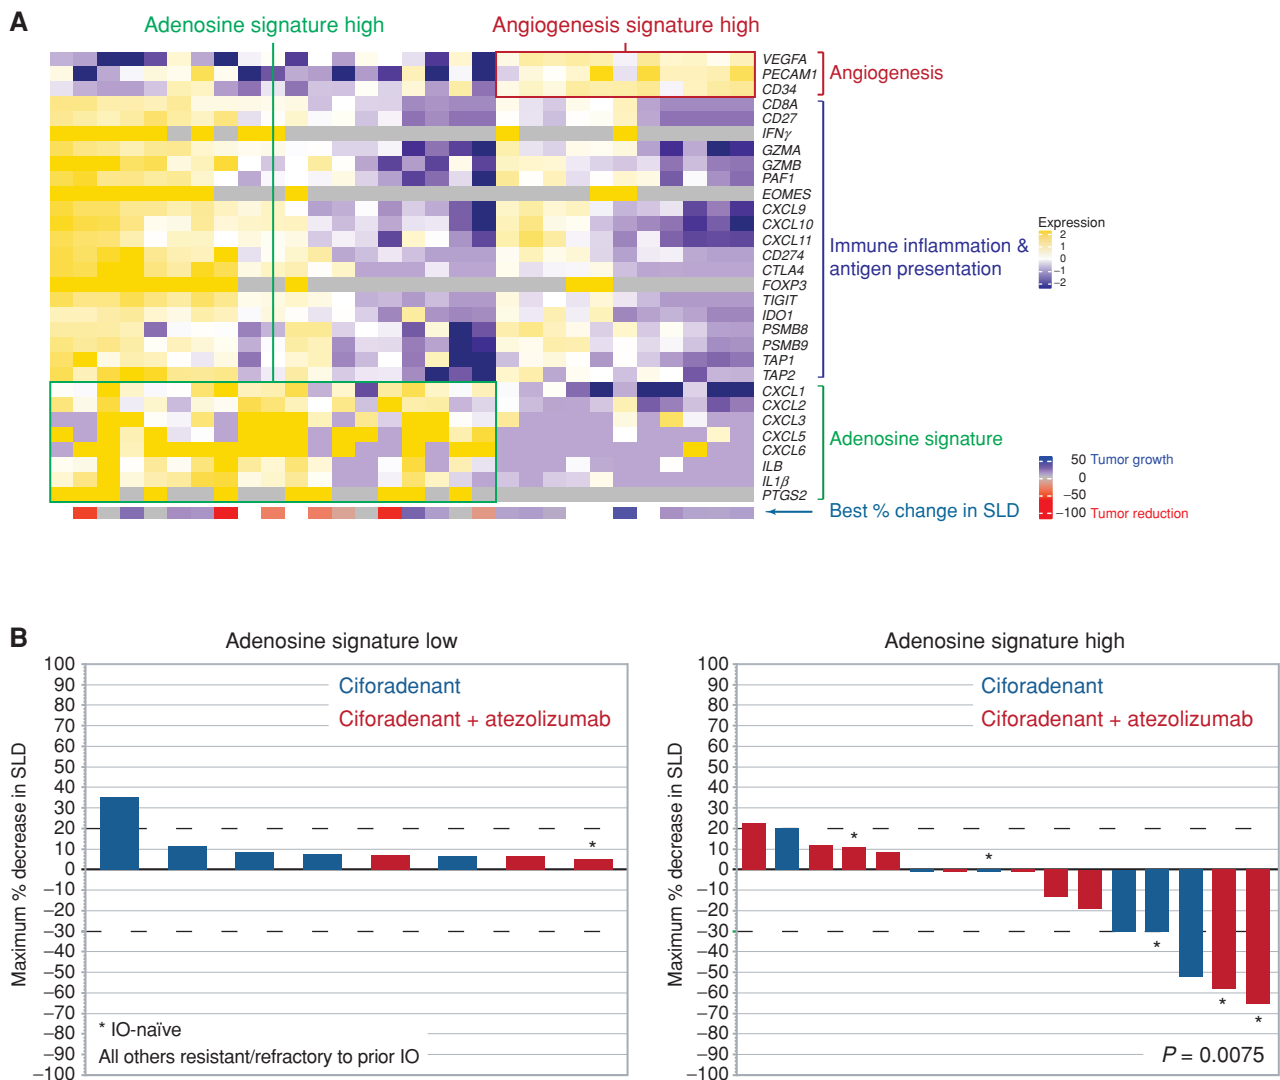 A
Adenosine signature high
Angiogenesis signature high
VEGFA
PECAM1
CD34
Angiogenesis
CD8A
CD27
IFNγ
GZMA
GZMB
PAF1
EOMES
CXCL9
CXCL10
CXCL11
CD274
CTLA4
FOXP3
TIGIT
IDO1
PSMB8
PSMB9
TAP1
TAP2
Immune inflammation &
antigen presentation
Expression
2
1
0
−1
−2
CXCL1
CXCL2
CXCL3
CXCL5
CXCL6
ILB
IL1β
PTGS2
Adenosine signature
Best % change in SLD
50 Tumor growth
0
−50
−100 Tumor reduction
B
Adenosine signature low
Maximum % decrease in SLD
100
90
80
70
60
50
40
30
20
10
0
−10
−20
−30
−40
−50
−60
−70
−80
−90
−100
Ciforadenant
Ciforadenant + atezolizumab
*
* IO-naïve
All others resistant/refractory to prior IO
Adenosine signature high
Maximum % decrease in SLD
100
90
80
70
60
50
40
30
20
10
0
−10
−20
−30
−40
−50
−60
−70
−80
−90
−100
Ciforadenant
Ciforadenant + atezolizumab
*
*
*
*
*
P = 0.0075